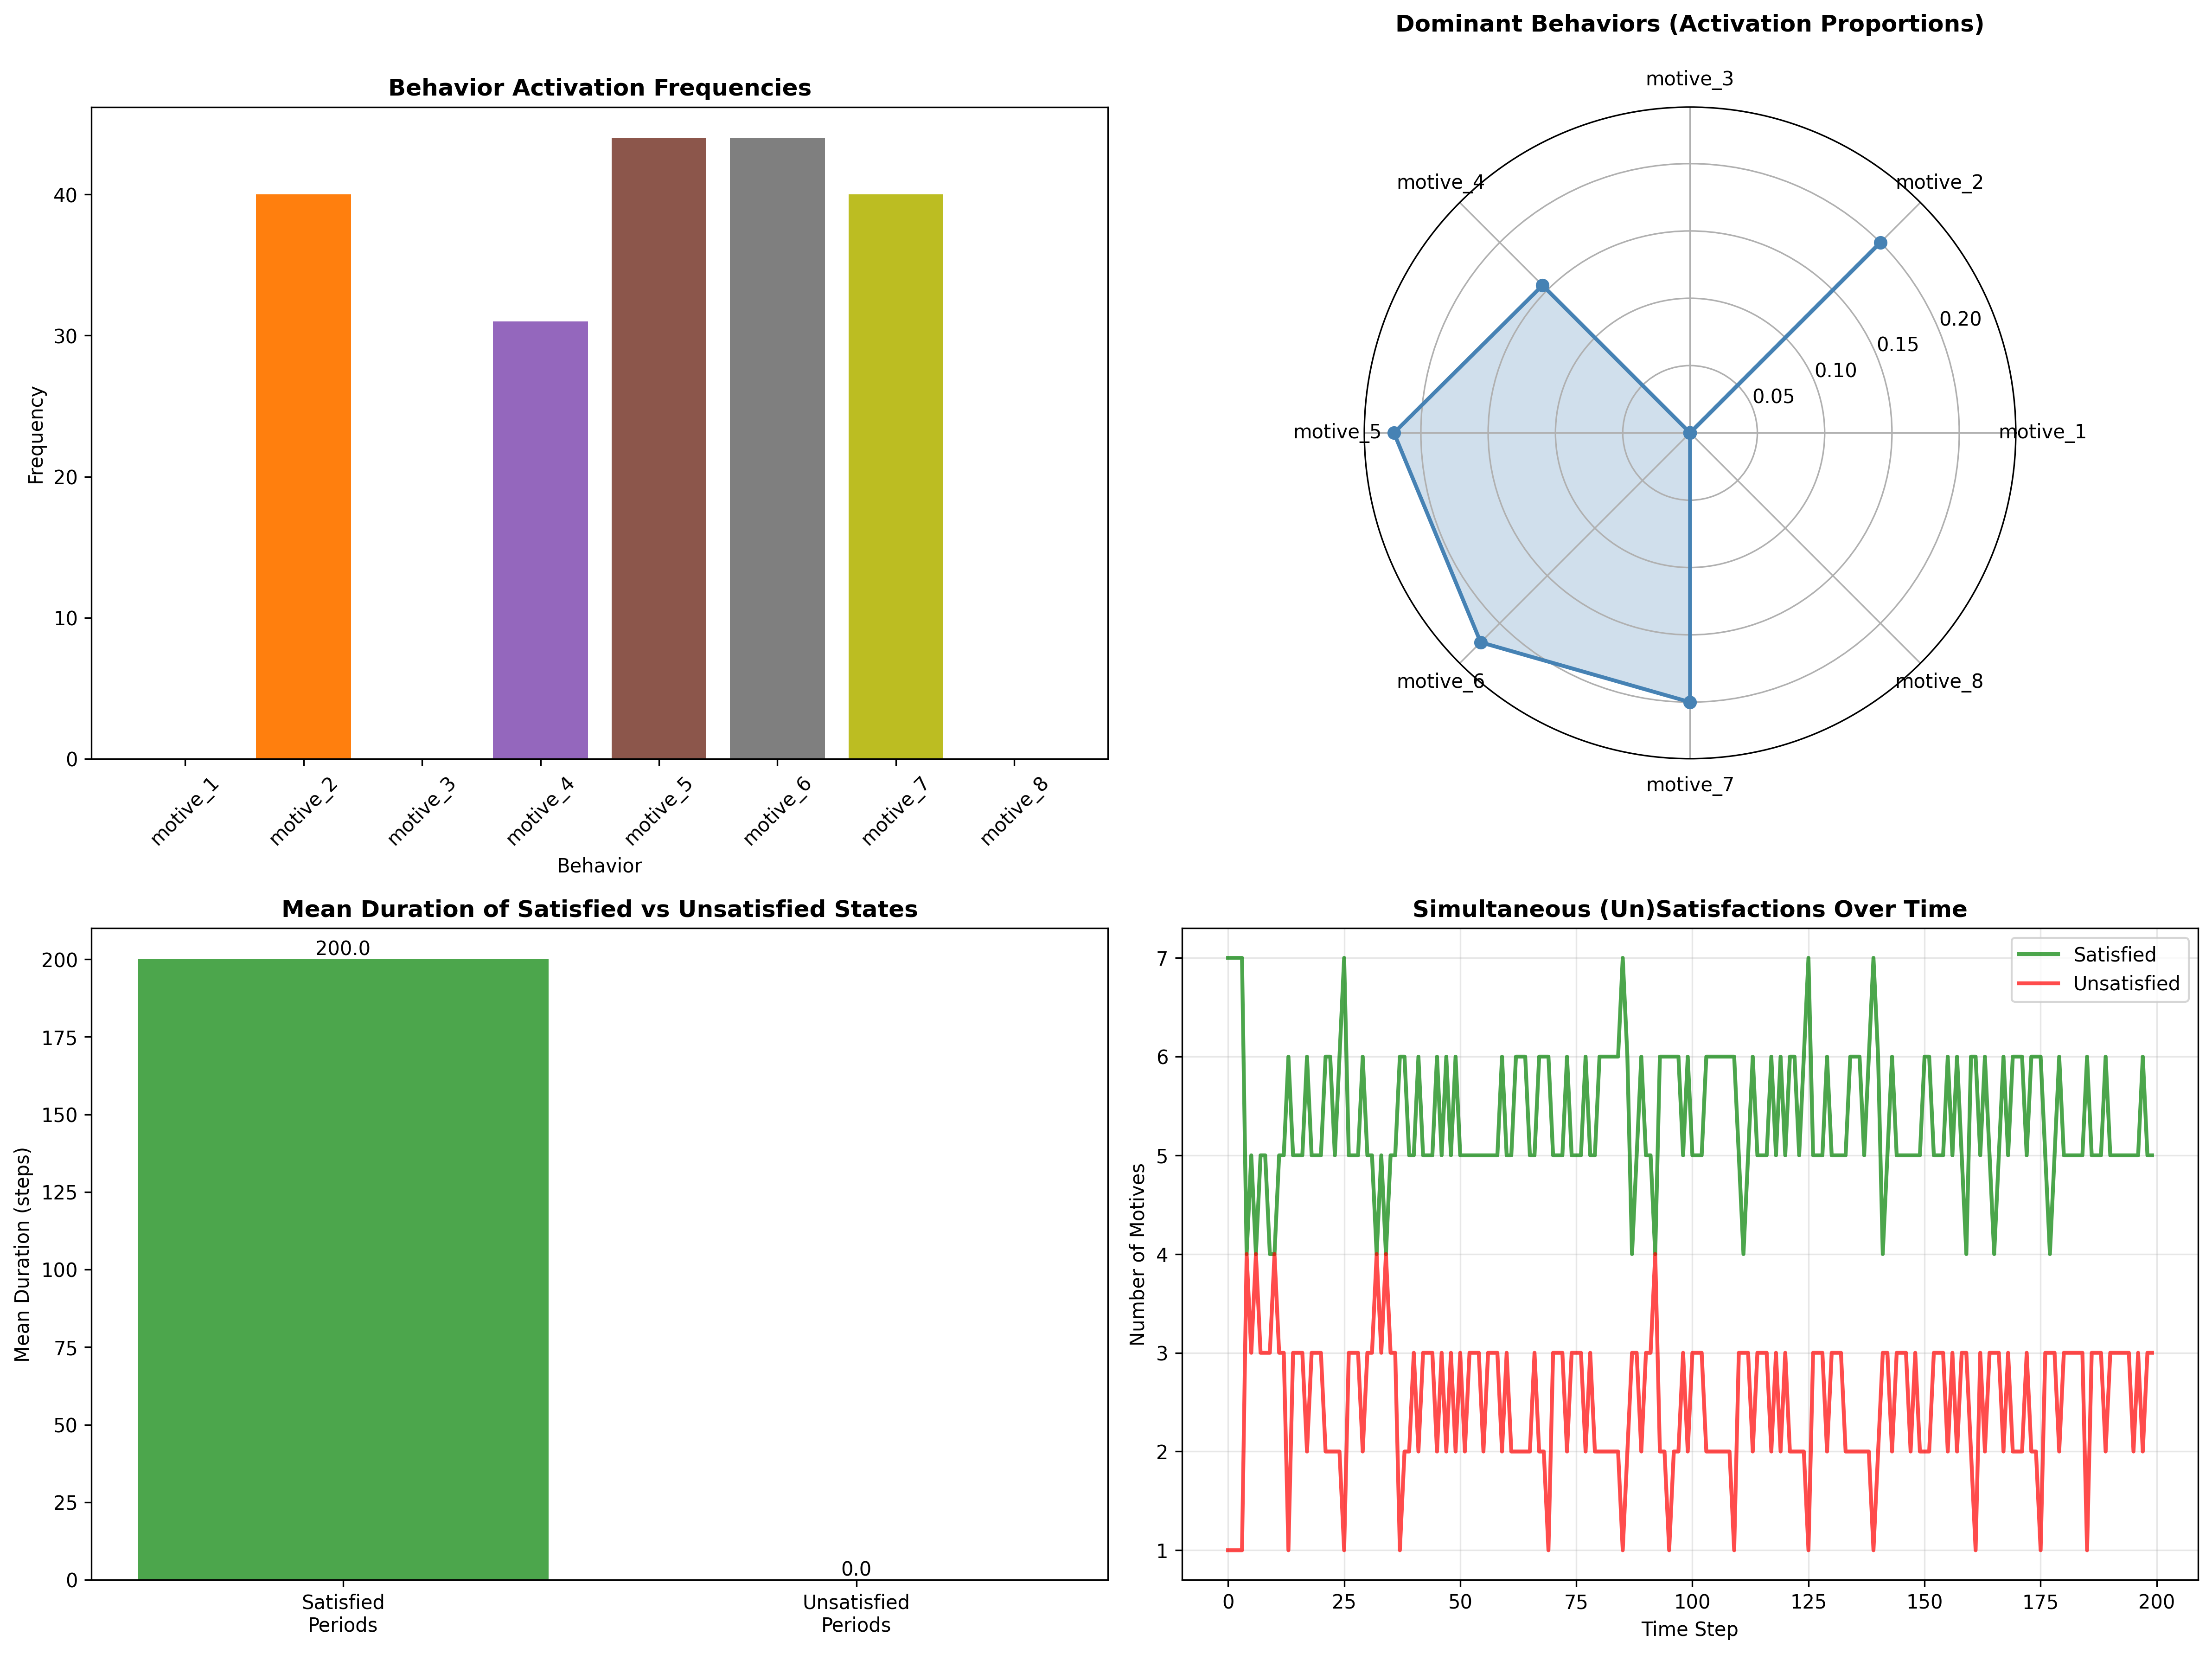 Behavior Activation Frequencies
Frequency
40
30
20
10
0
motive_1
motive_2
motive_3
motive_4
motive_5
motive_6
motive_7
motive_8
Behavior
Dominant Behaviors (Activation Proportions)
motive_3
motive_4
motive_2
0.20
0.15
0.10
0.05
motive_5
motive_1
motive_6
motive_8
motive_7
Mean Duration of Satisfied vs Unsatisfied States
Mean Duration (steps)
200
175
150
125
100
75
50
25
0
200.0
0.0
Satisfied
Periods
Unsatisfied
Periods
Simultaneous (Un)Satisfactions Over Time
Satisfied
Unsatisfied
Number of Motives
7
6
5
4
3
2
1
0
25
50
75
100
125
150
175
200
Time Step